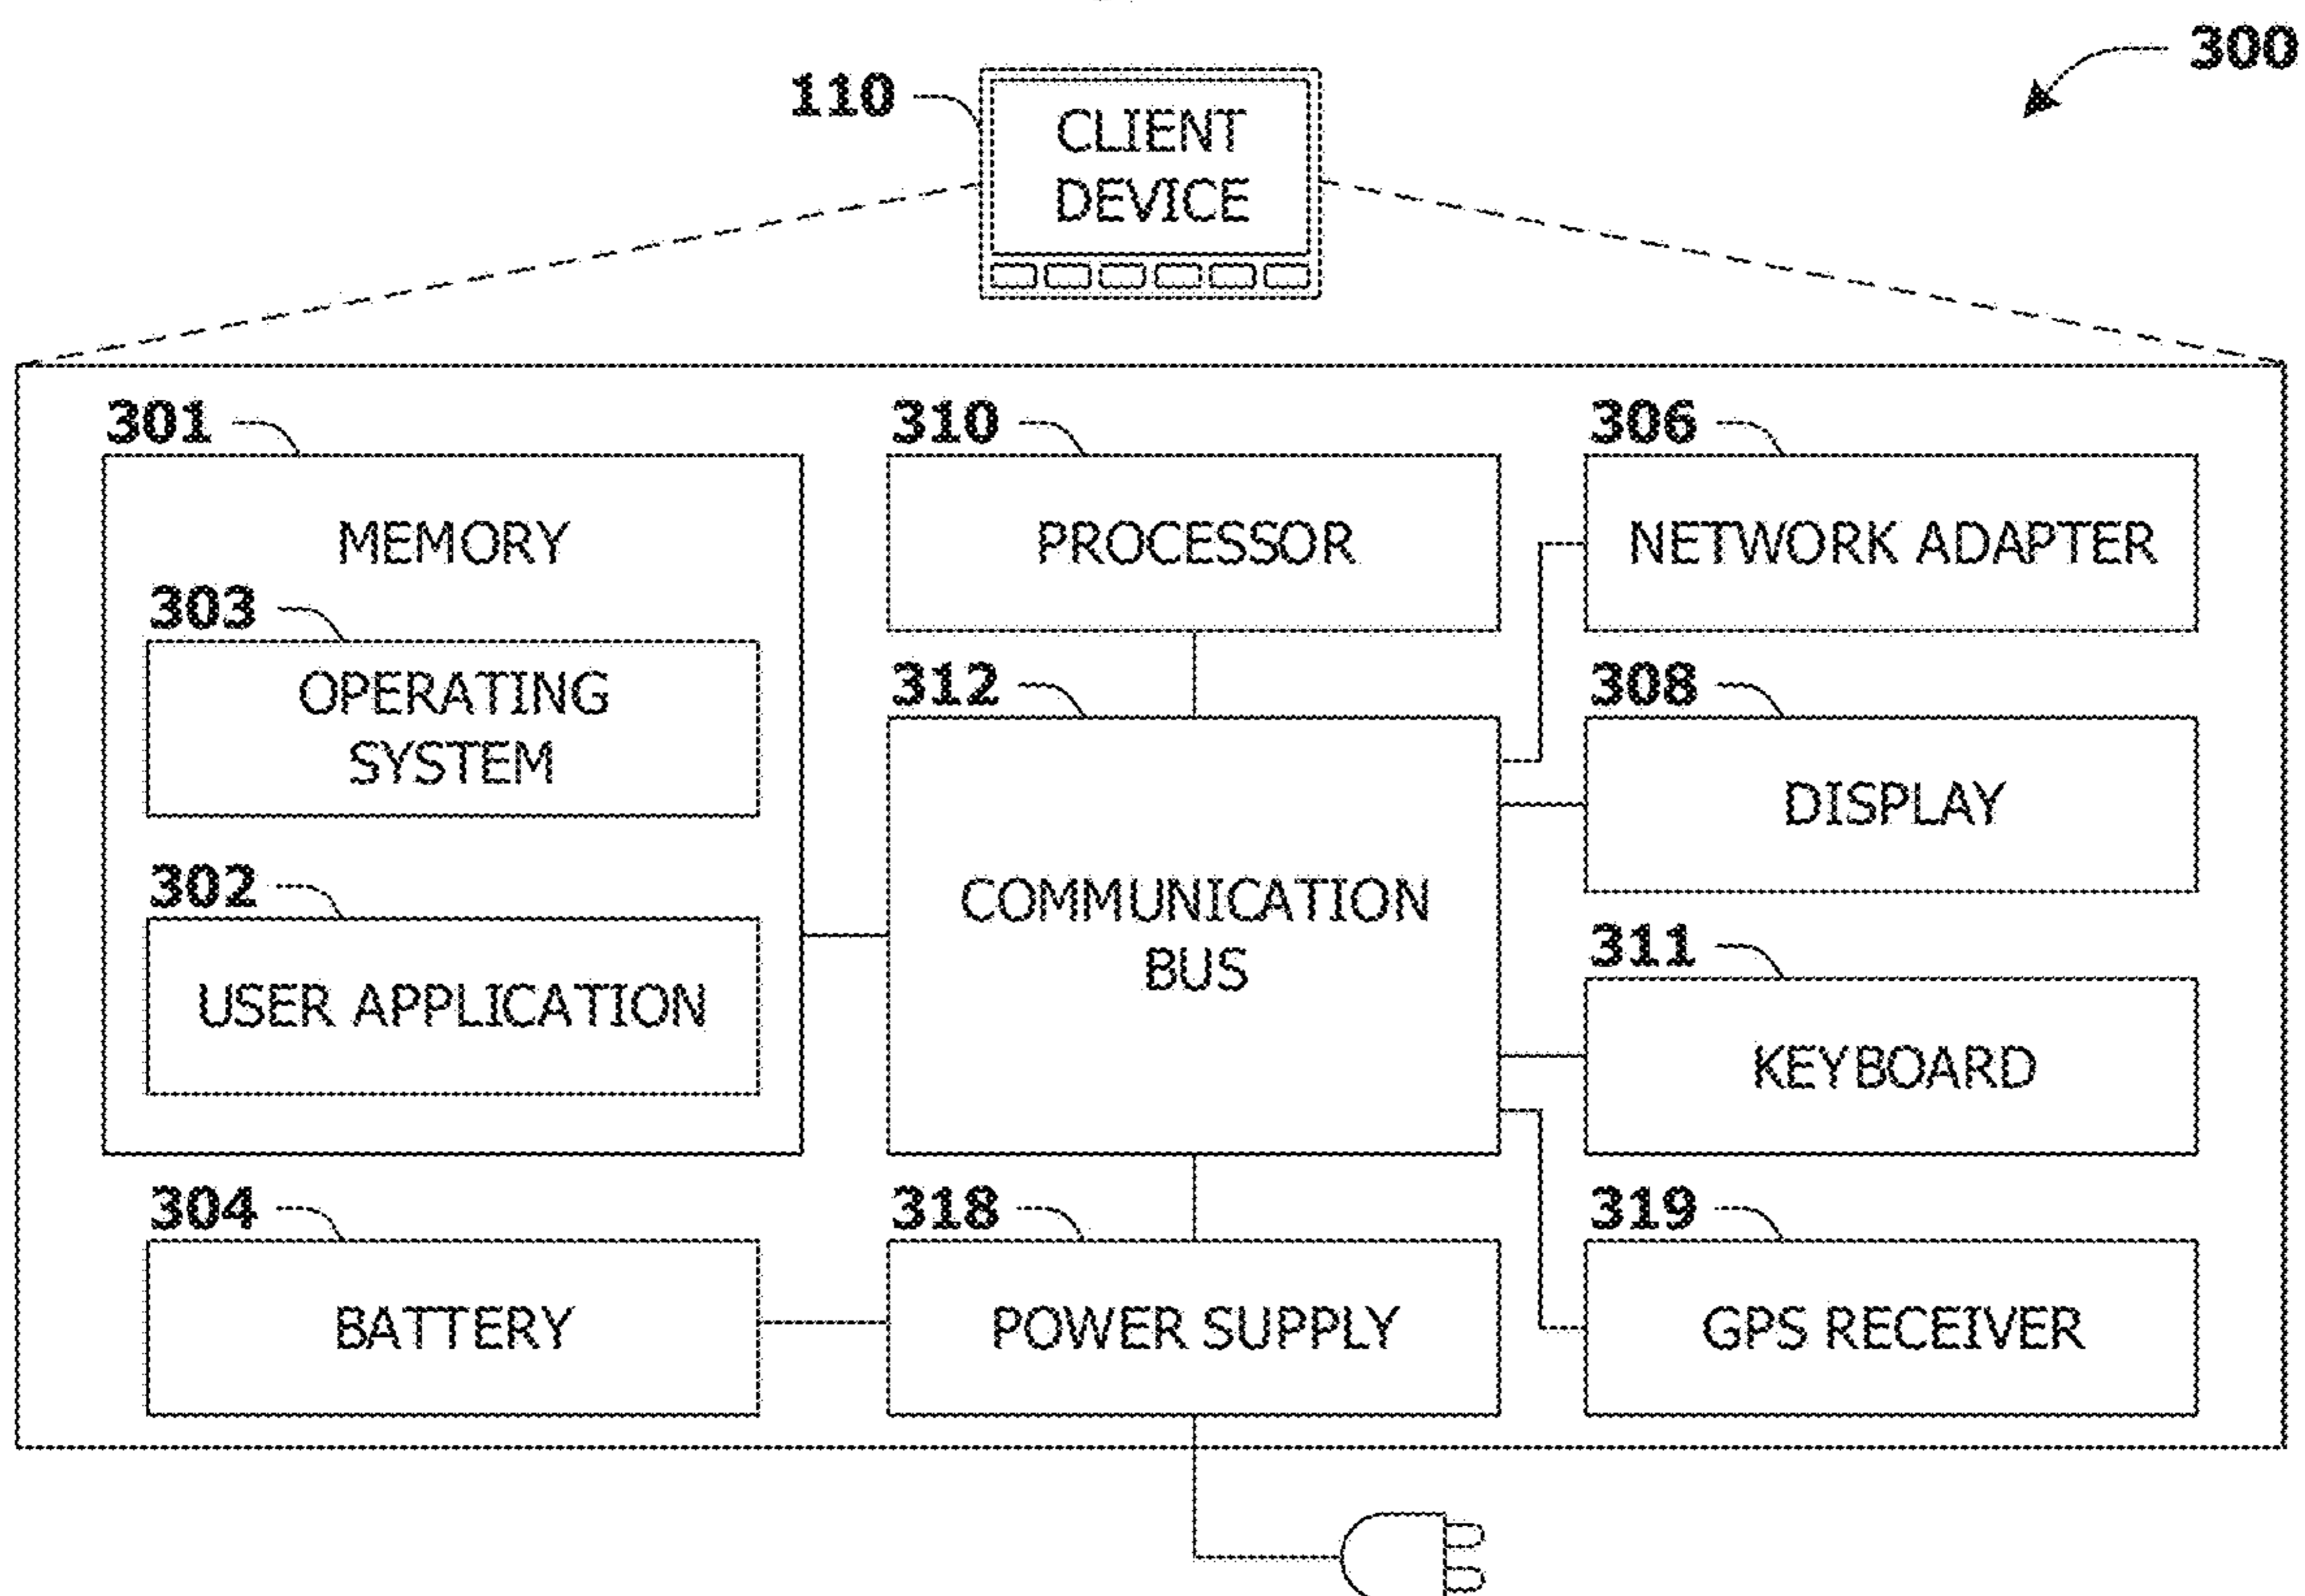 300
110
CLIENT
DEVICE
301
310
306
MEMORY
PROCESSOR
NETWORK ADAPTER
303
OPERATING
SYSTEM
312
308
DISPLAY
302
USER APPLICATION
COMMUNICATION
BUS
311
KEYBOARD
304
318
319
BATTERY
POWER SUPPLY
GPS RECEIVER